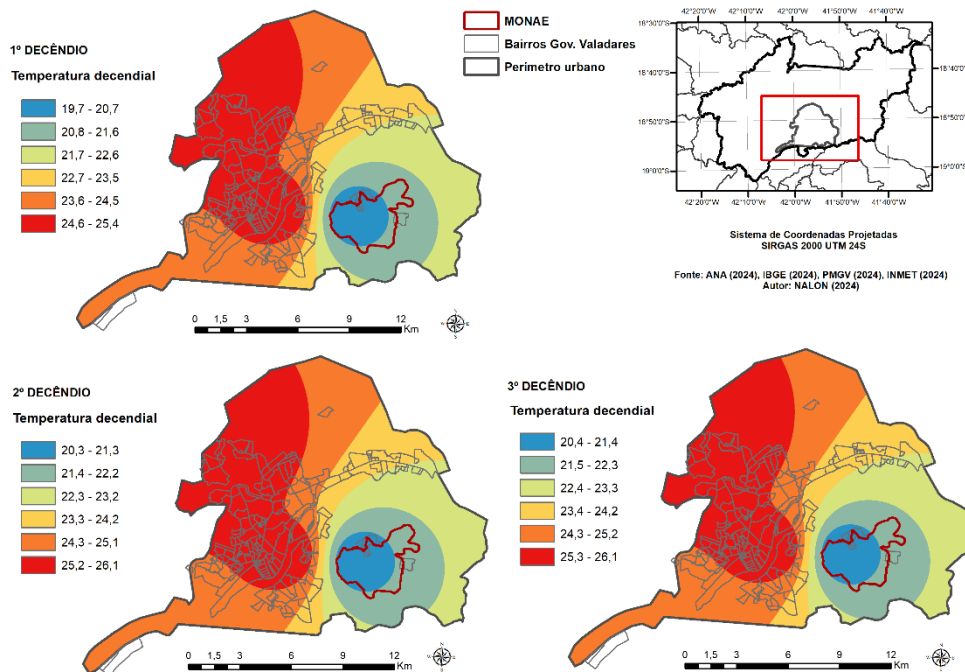 1º DECÊNDIO
Temperatura decendial
19,7 - 20,7
20,8 - 21,6
21,7 - 22,6
22,7 - 23,5
23,6 - 24,5
24,6 - 25,4
0 1,5 3 6 9 12
Km
MONAE
Bairros Gov. Valadares
Perimetro urbano
42°20'0"S 42°10'0"S 42°0'0"S 41°50'0"S
18°30'0"S
18°40'0"S
18°50'0"S
19°0'0"S
18°40'0"S
18°50'0"S
19°0'0"S
42°20'0"S 42°10'0"S 42°0'0"S 41°50'0"S 41°40'0"S
Sistema de Coordenadas Projetadas
SIRGAS 2000 UTM 24S
Fonte: ANA (2024), IBGE (2024), PMGV (2024), INMET (2024)
Autor: NALON (2024)
2º DECÊNDIO
Temperatura decendial
20,3 - 21,3
21,4 - 22,2
22,3 - 23,2
23,3 - 24,2
24,3 - 25,1
25,2 - 26,1
0 1,5 3 6 9 12
Km
3º DECÊNDIO
Temperatura decendial
20,4 - 21,4
21,5 - 22,3
22,4 - 23,3
23,4 - 24,2
24,3 - 25,2
25,3 - 26,1
0 1,5 3 6 9 12
Km